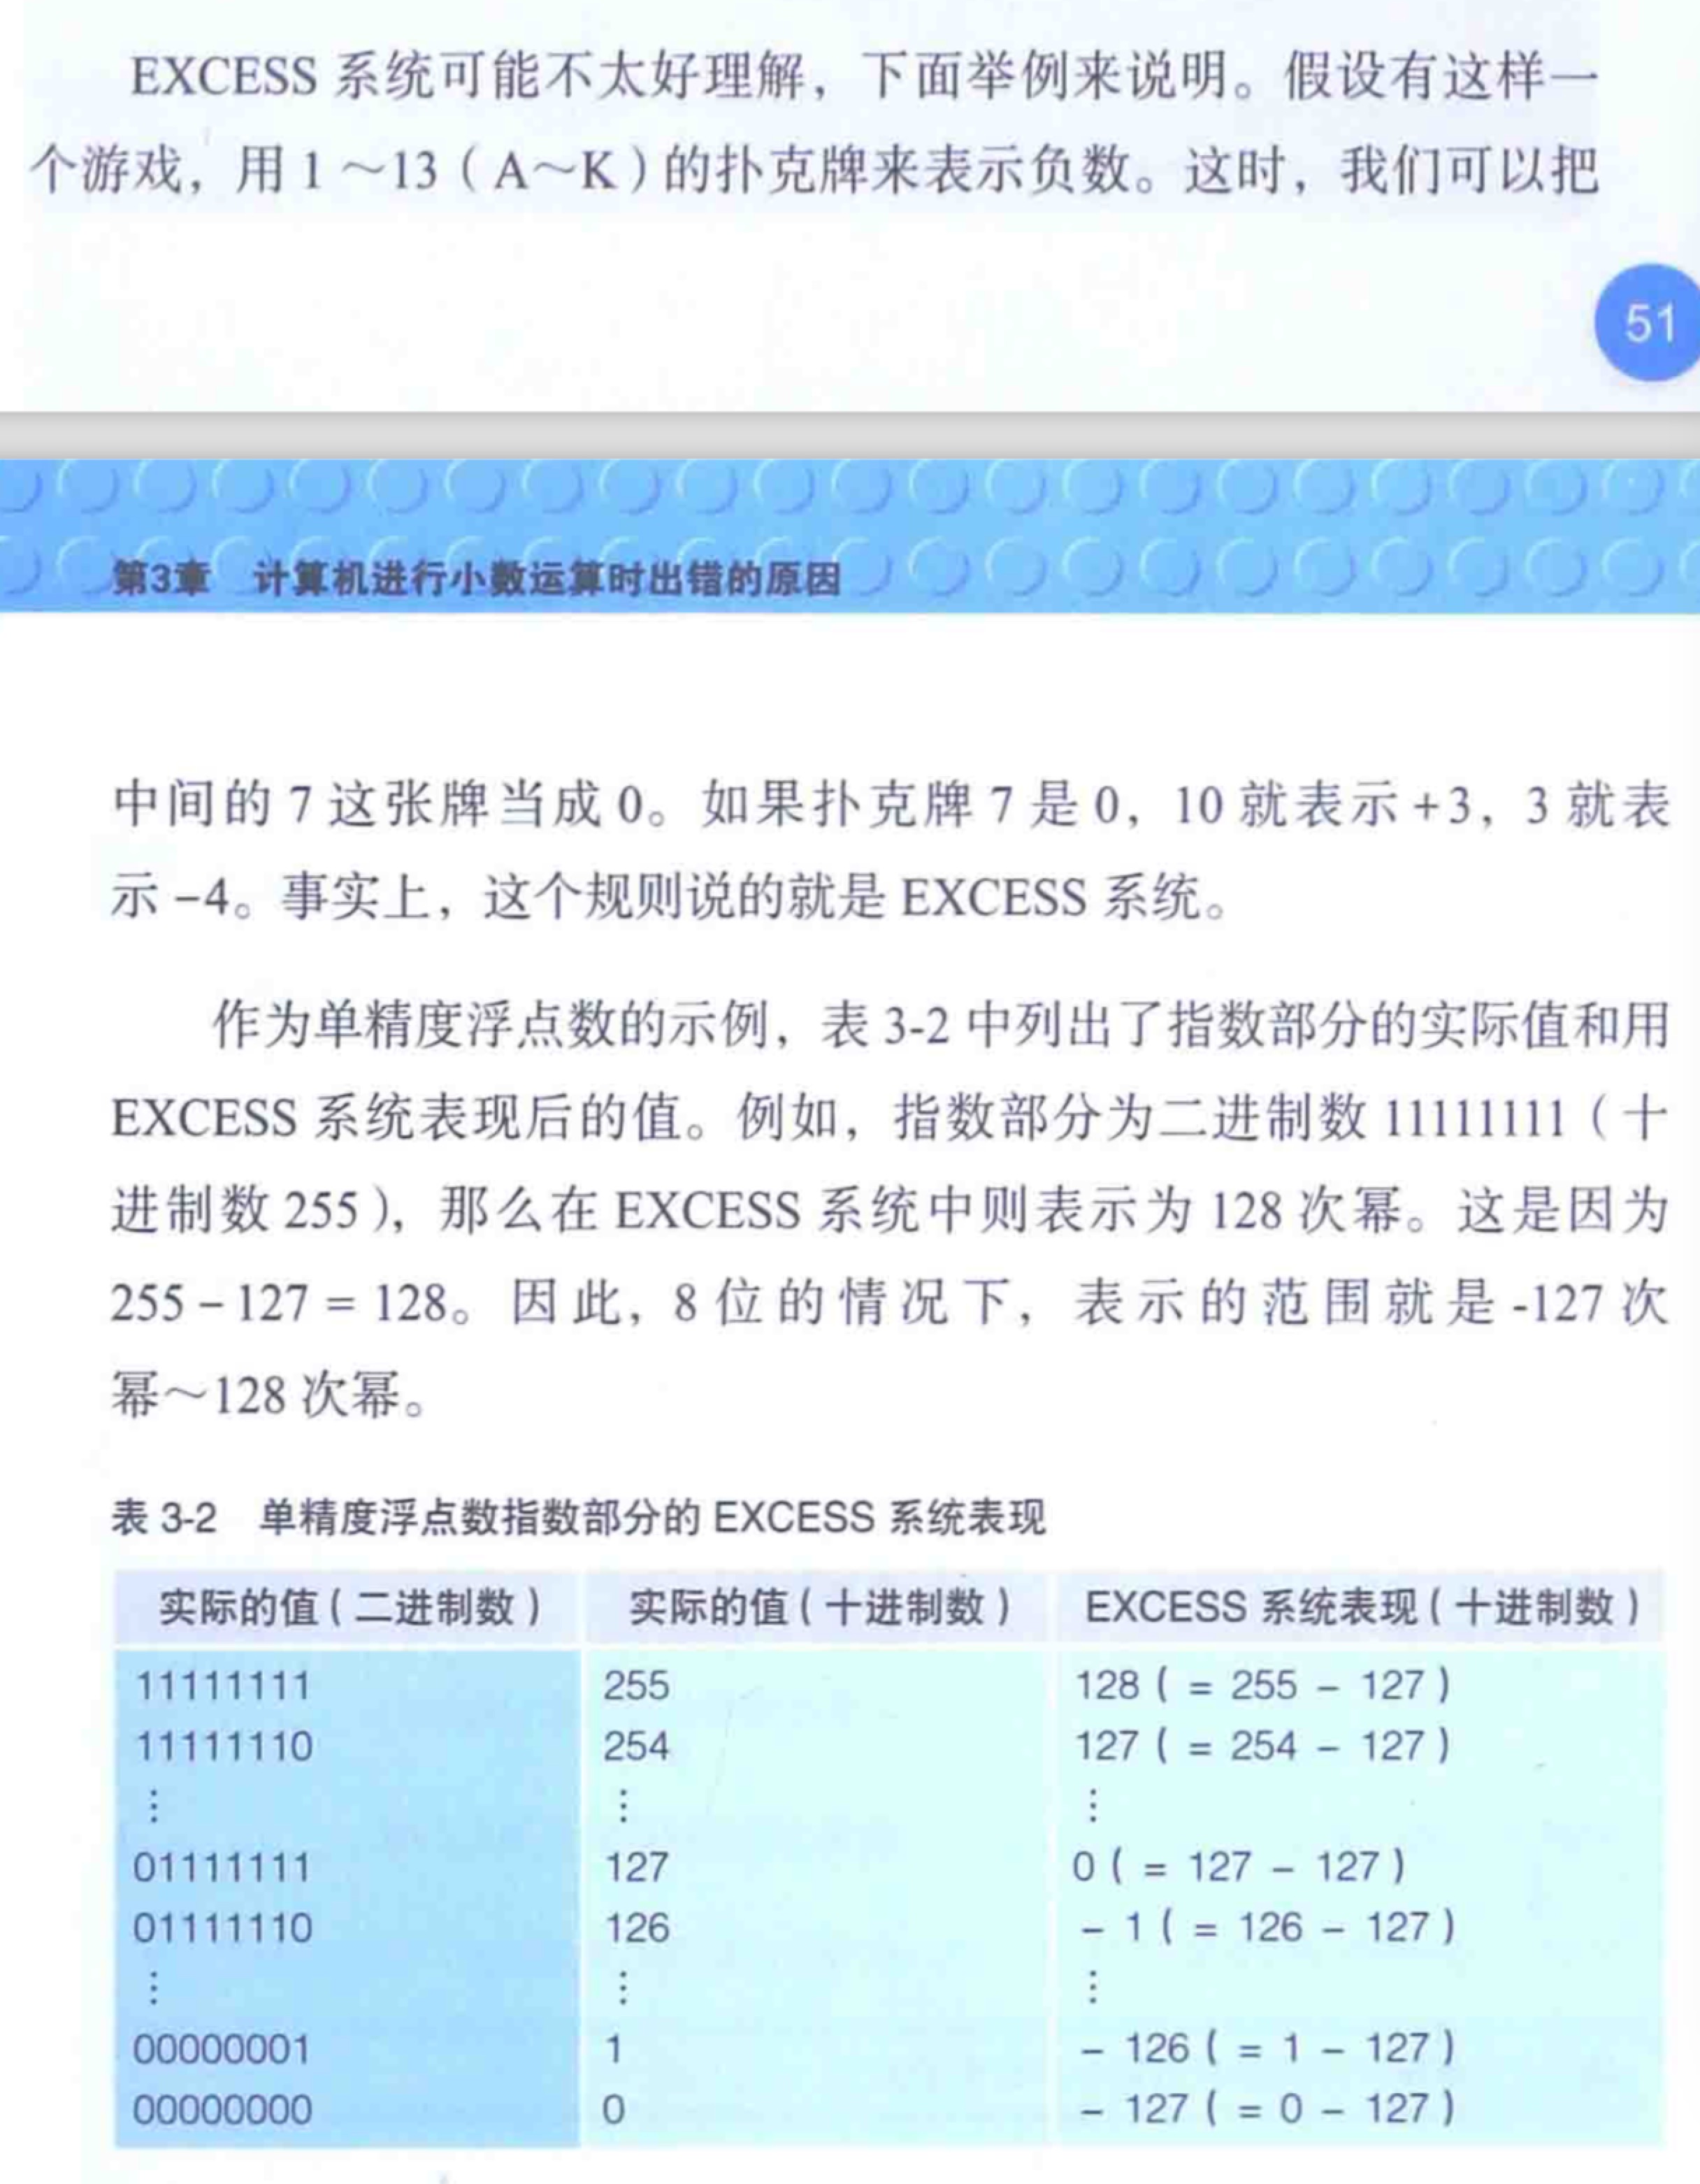 EXCESS 系统可能不太好理解，下面举例来说明。假设有这样一
个游戏，用 1 ～13（A～K）的扑克牌来表示负数。这时，我们可以把
51
第3章 计算机进行小数运算时出错的原因
中间的 7 这张牌当成 0。如果扑克牌 7 是 0，10 就表示 +3，3 就表
示 -4。事实上，这个规则说的就是 EXCESS 系统。
作为单精度浮点数的示例，表 3-2 中列出了指数部分的实际值和用
EXCESS 系统表现后的值。例如，指数部分为二进制数 11111111（十
进制数 255），那么在 EXCESS 系统中则表示为 128 次幂。这是因为
255 – 127 = 128。因此，8 位的情况下，表示的范围就是 -127 次
幂～128 次幂。
表 3-2 单精度浮点数指数部分的 EXCESS 系统表现
实际的值（二进制数） 实际的值（十进制数） EXCESS 系统表现（十进制数）
11111111 255 128（= 255 – 127）
11111110 254 127（= 254 – 127）
⋮ ⋮ ⋮
01111111 127 0（= 127 – 127）
01111110 126 – 1（= 126 – 127）
⋮ ⋮ ⋮
00000001 1 – 126（= 1 – 127）
00000000 0 – 127（= 0 – 127）